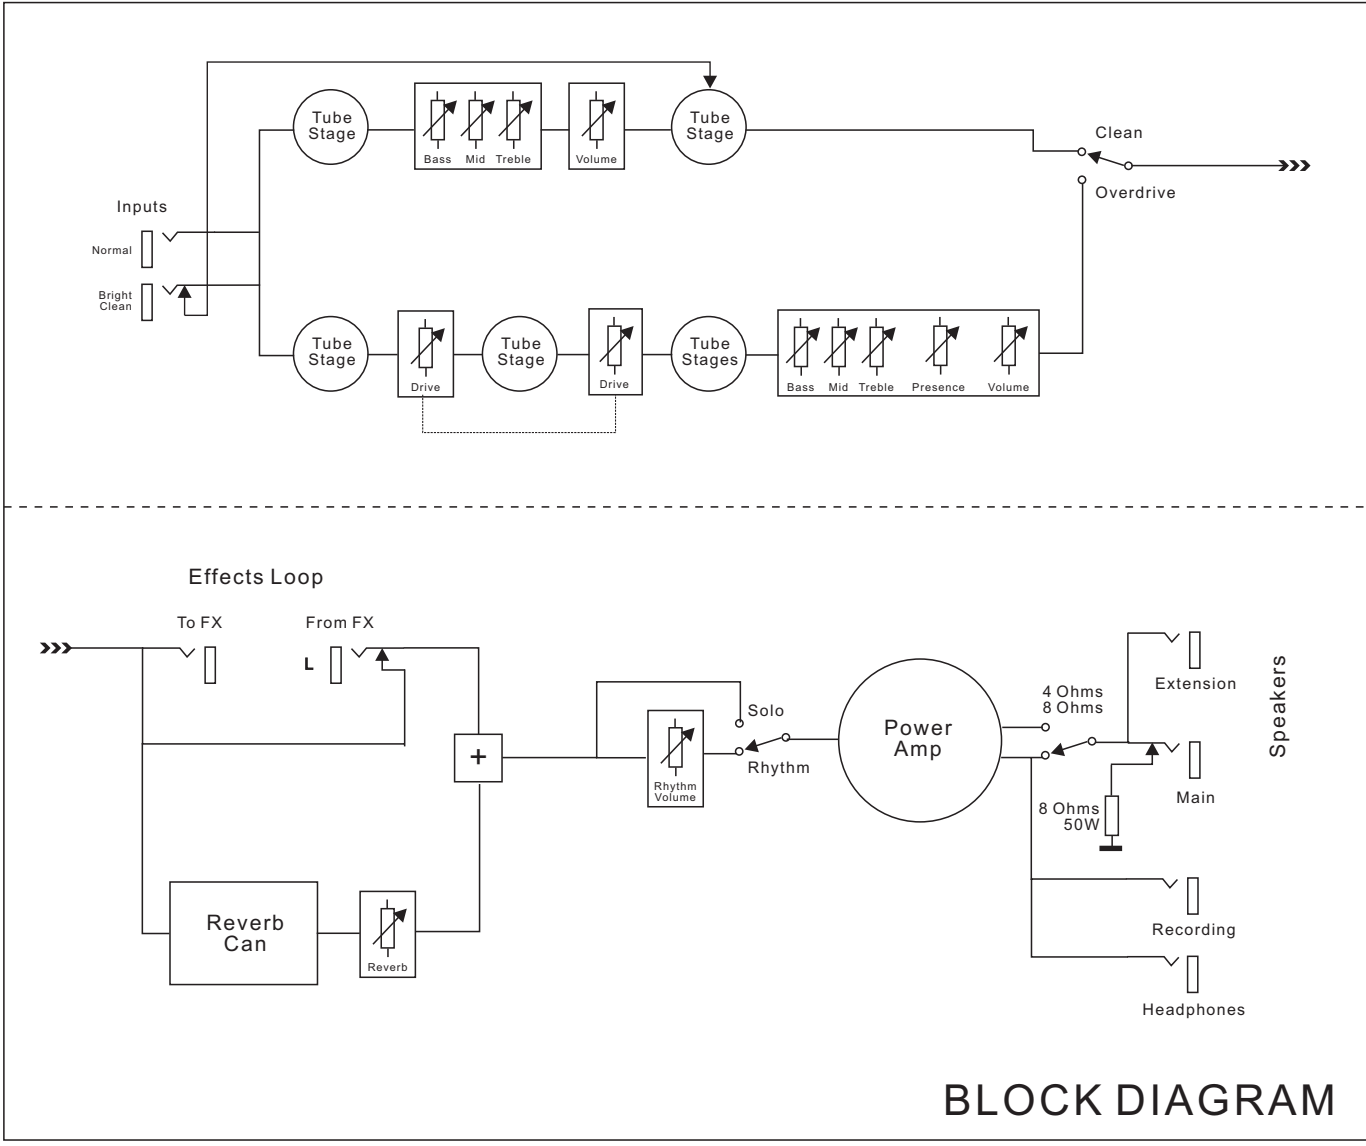 Tube
Stage
Bass Mid Treble
Volume
Tube
Stage
Clean
Overdrive
Inputs
Normal
Bright
Clean
Tube
Stage
Drive
Tube
Stage
Drive
Tube
Stages
Bass Mid Treble Presence Volume
Effects Loop
To FX
From FX
L
+
Rhythm
Volume
Solo
Rhythm
Power
Amp
4 Ohms
8 Ohms
8 Ohms
50W
Extension
Main
Speakers
Recording
Headphones
Reverb
Can
Reverb
BLOCK DIAGRAM